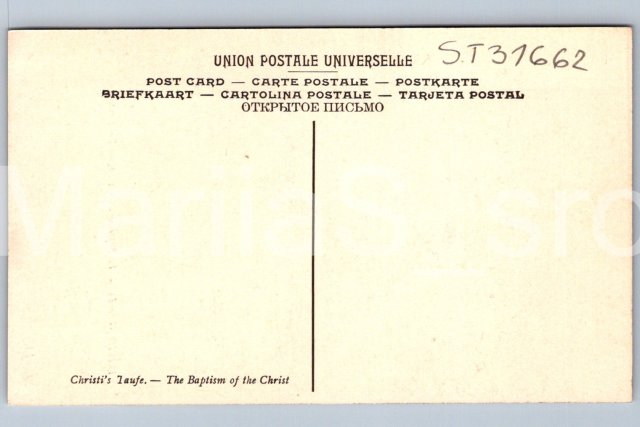 UNION POSTALE UNIVERSELLE
ST31662
POST CARD — CARTE POSTALE — POSTKARTE
BRIEFKAART — CARTOLINA POSTALE — TARJETA POSTAL
ОТКРЫТОЕ ПИСЬМО
MariiaS_sro
Christi's Taufe. — The Baptism of the Christ